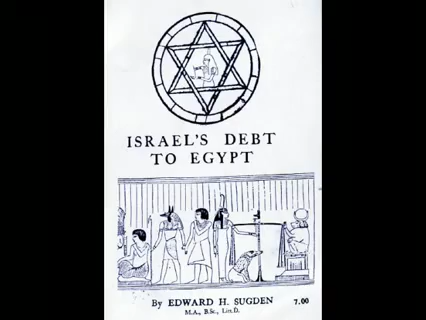 ISRAEL'S DEBT
TO EGYPT
By EDWARD H. SUGDEN
M.A., B.Sc., Litt.D.
7.00